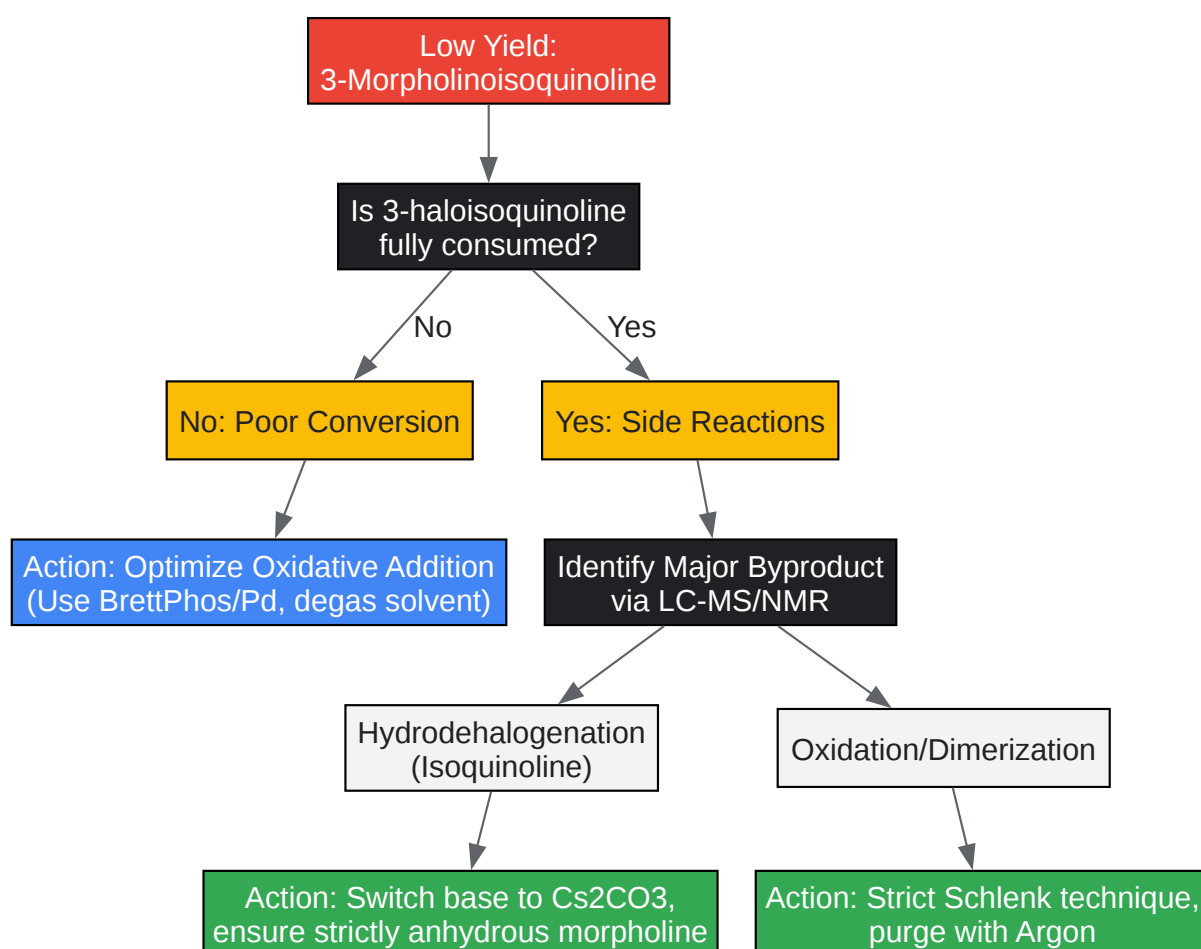 Low Yield:
3-Morpholinoisoquinoline
Is 3-haloisoquinoline
fully consumed?
No
Yes
No: Poor Conversion
Yes: Side Reactions
Action: Optimize Oxidative Addition
(Use BrettPhos/Pd, degas solvent)
Identify Major Byproduct
via LC-MS/NMR
Hydrodehalogenation
(Isoquinoline)
Oxidation/Dimerization
Action: Switch base to Cs2CO3,
ensure strictly anhydrous morpholine
Action: Strict Schlenk technique,
purge with Argon